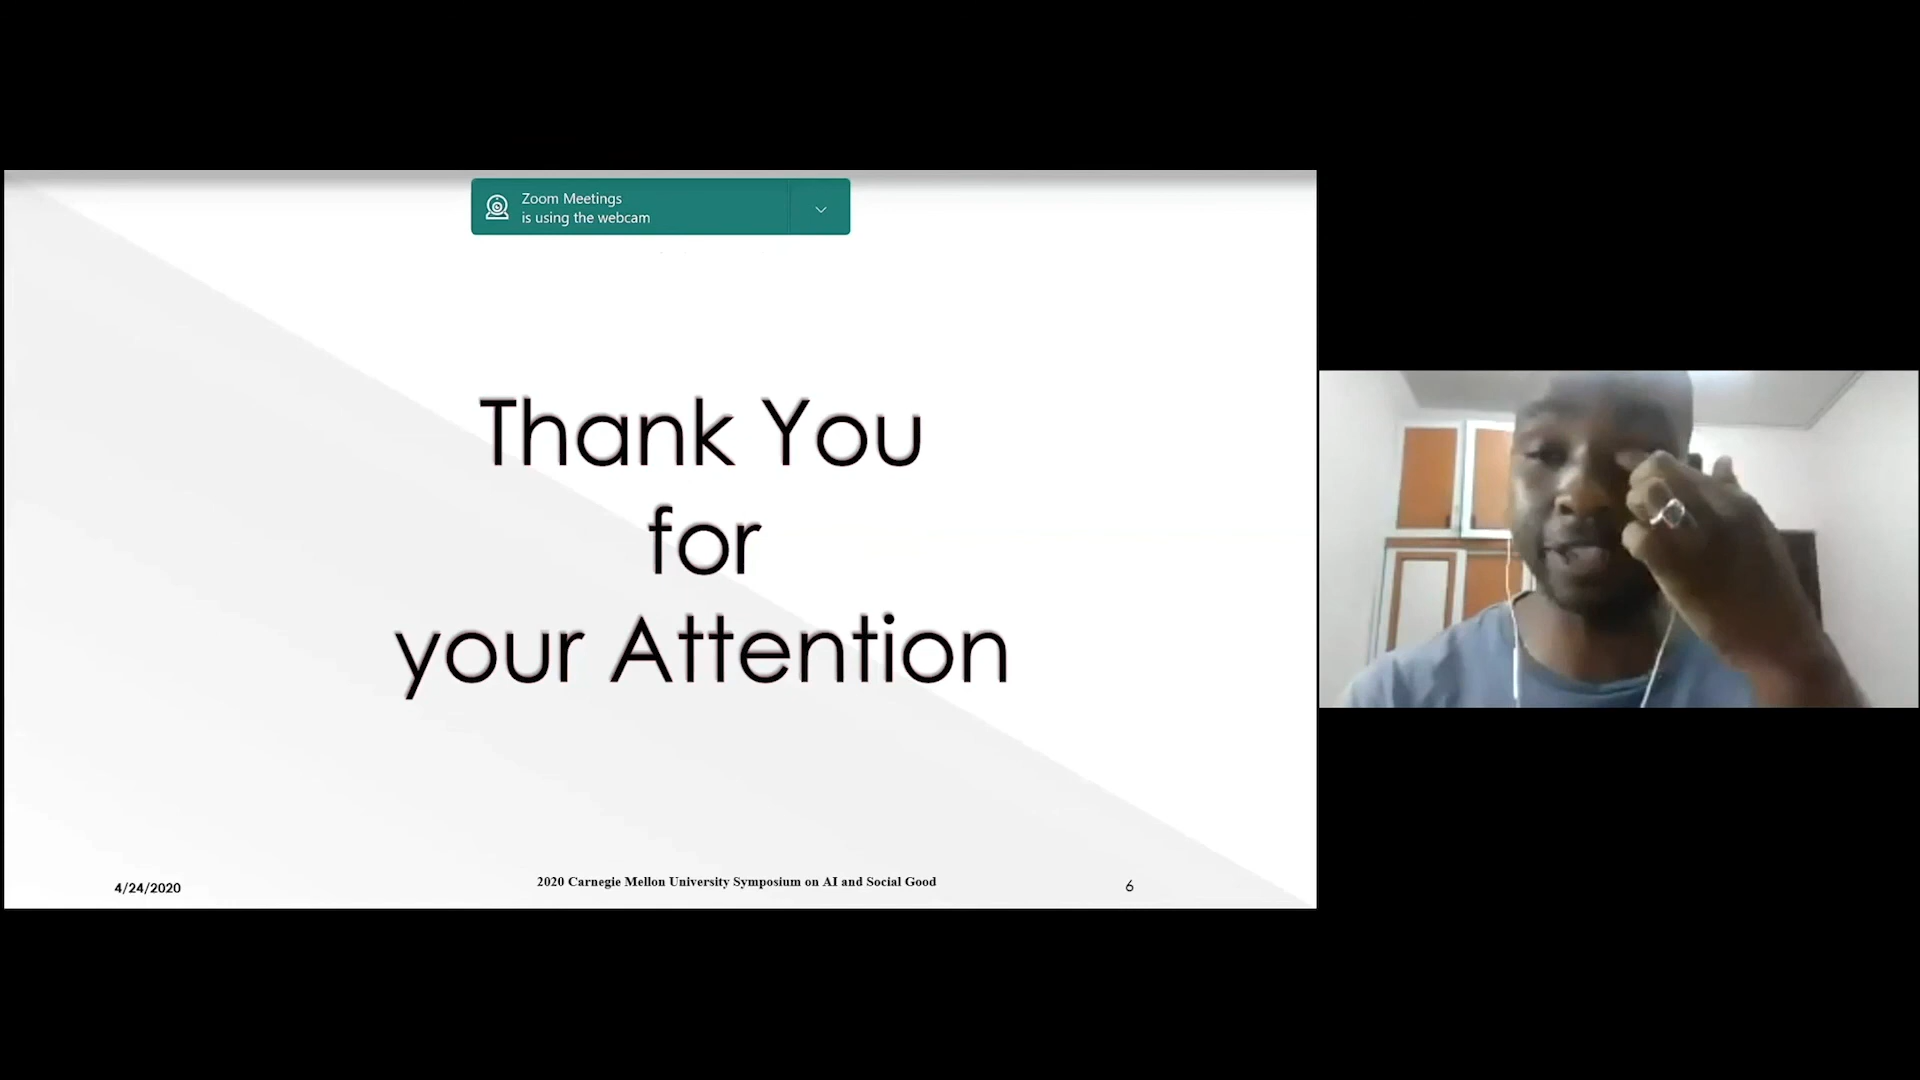 Zoom Meetings
is using the webcam
Thank You
for
your Attention
4/24/2020
2020 Carnegie Mellon University Symposium on AI and Social Good
6